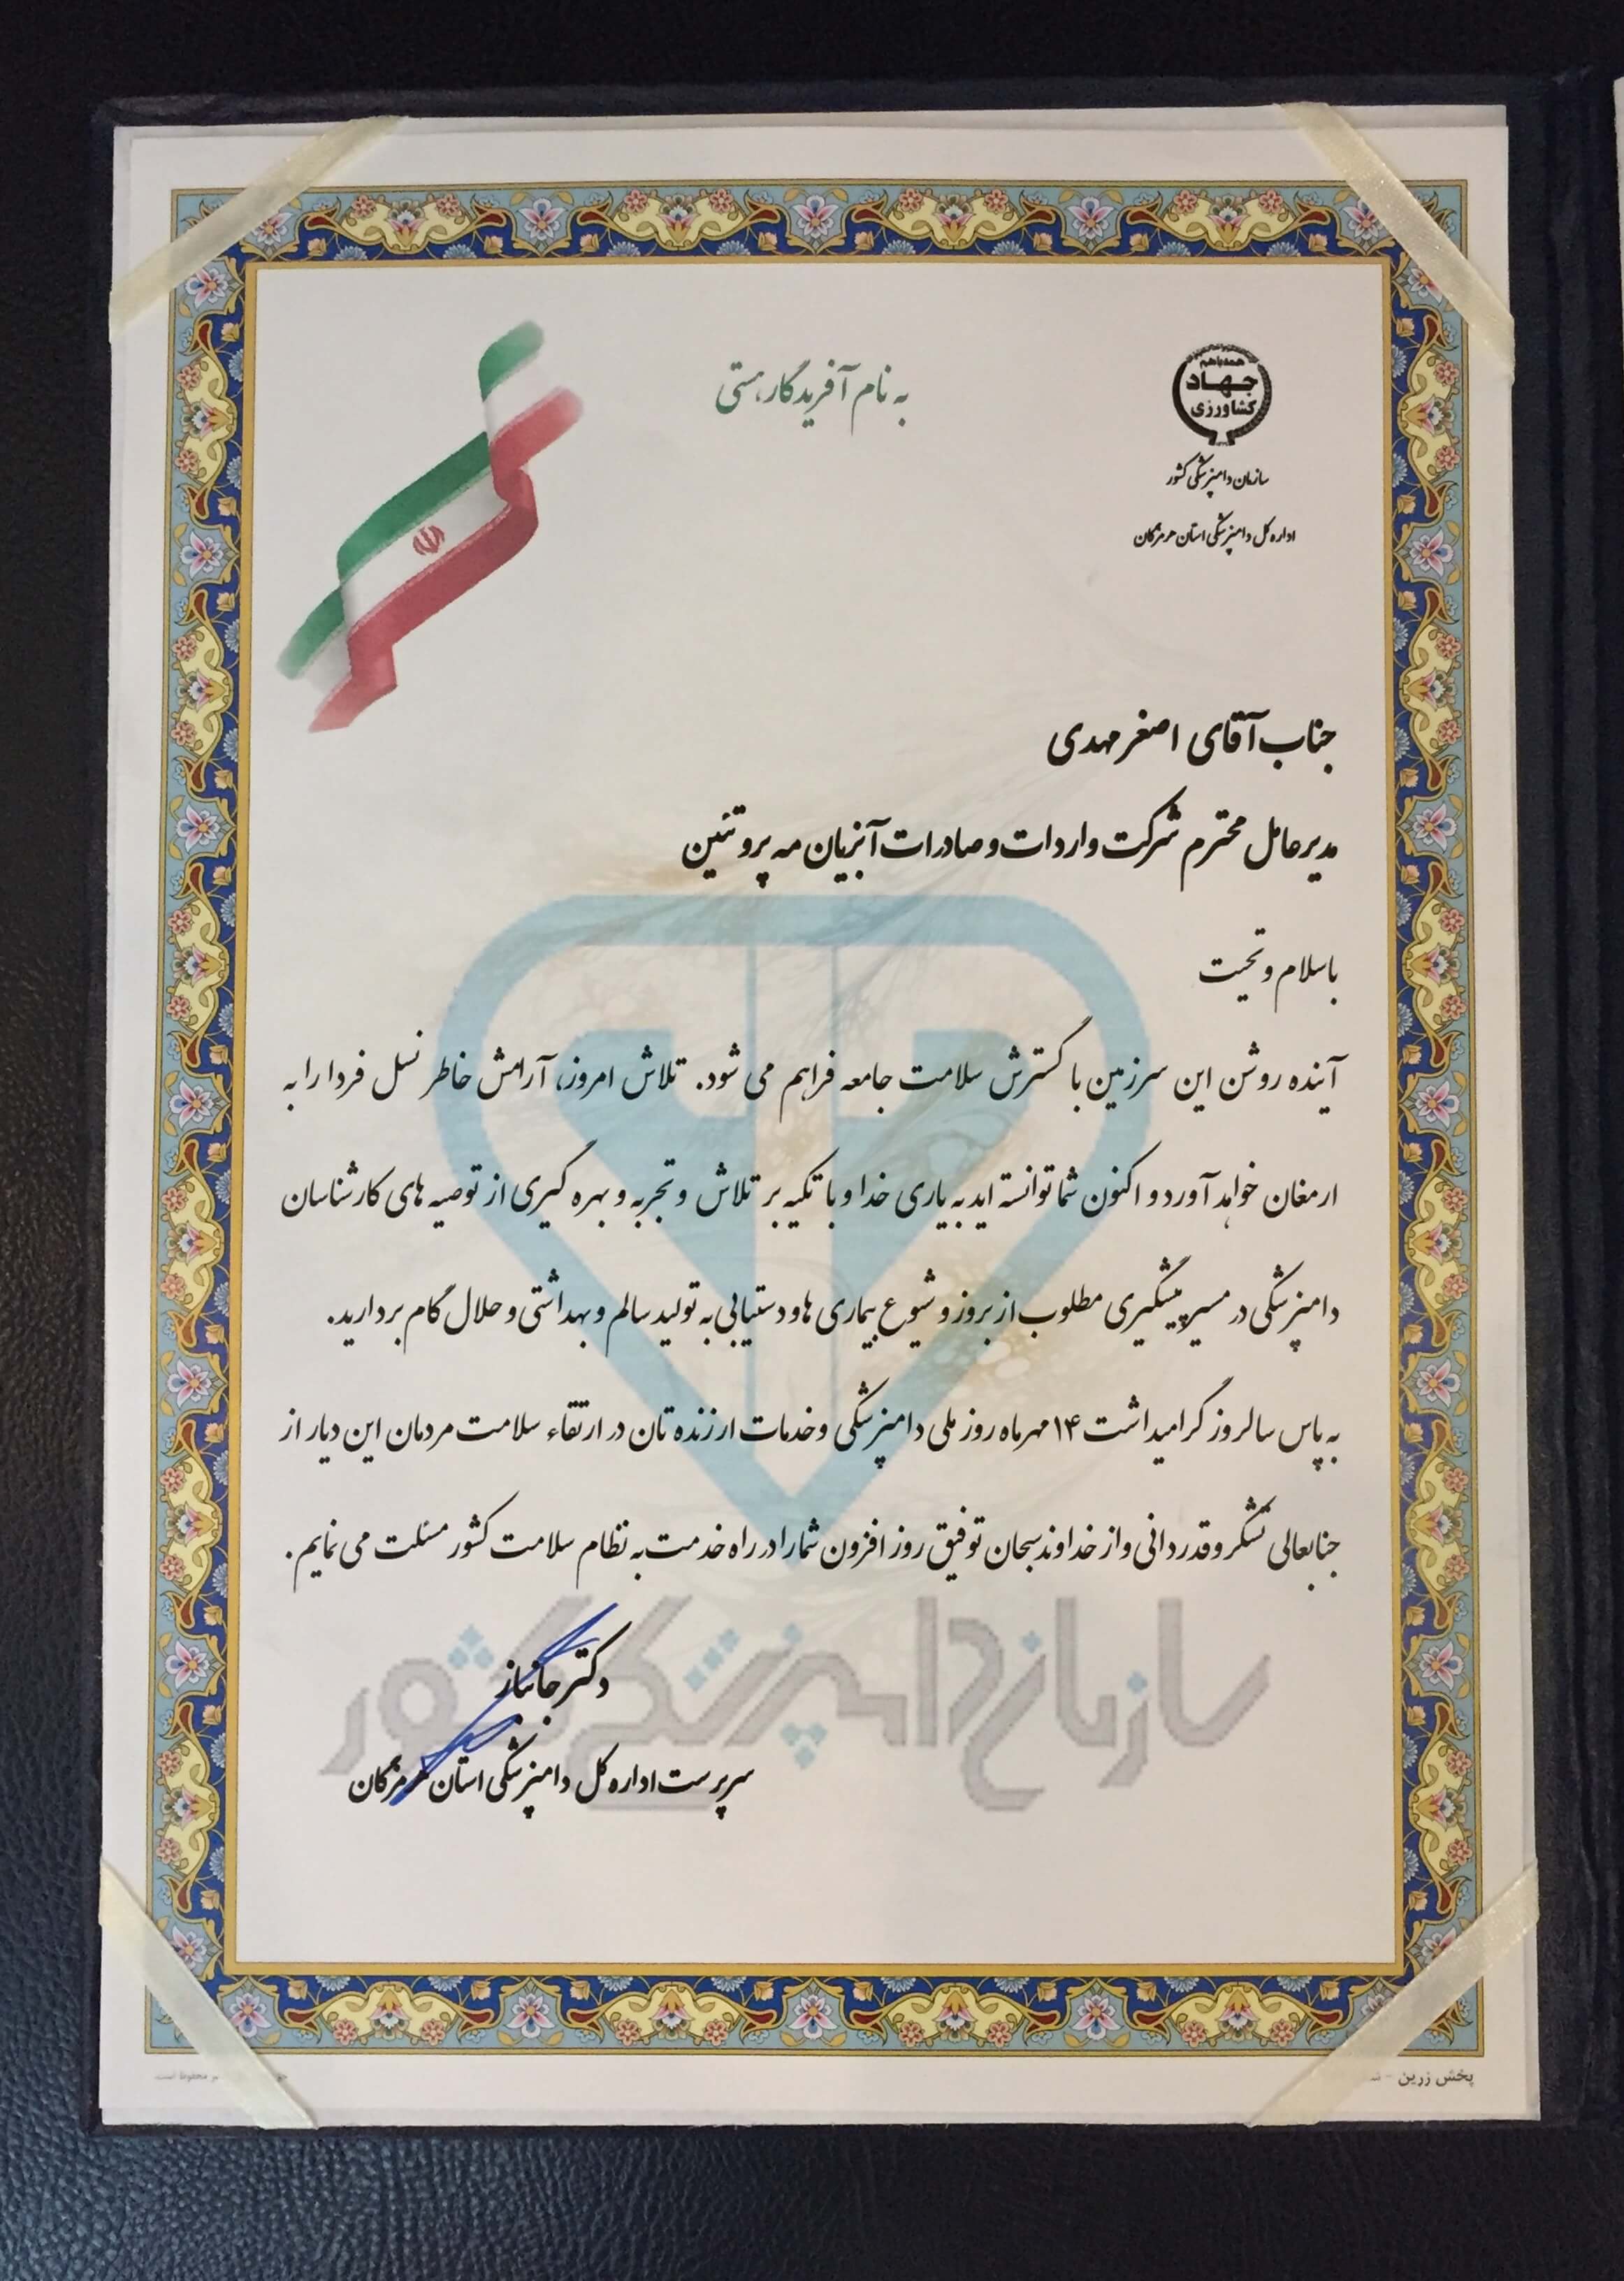 به نام آفریدگار هستی
همه با هم
جهاد
کشاورزی
سازمان دامپزشکی کشور
اداره کل دامپزشکی استان هرمزگان
جناب آقای اصغر مهدی
مدیرعامل محترم شرکت واردات و صادرات آبزیان مه پروتئین
باسلام و تحیت
آینده روشن این سرزمین با گسترش سلامت جامعه فراهم می شود. تلاش امروز، آرامش خاطر نسل فردا را به
ارمغان خواهد آورد و اکنون شما توانسته اید به یاری خدا و با تکیه بر تلاش و تجربه و بهره گیری از توصیه های کارشناسان
دامپزشکی در مسیر پیشگیری مطلوب از بروز و شیوع بیماری ها و دستیابی به تولید سالم و بهداشتی و حلال گام بردارید.
به پاس سالروز گرامیداشت ۱۴ مهرماه روز ملی دامپزشکی و خدمات ارزنده تان در ارتقاء سلامت مردمان این دیار از
جنابعالی تشکر و قدردانی و از خداوند سبحان توفیق روز افزون شما را در راه خدمت به نظام سلامت کشور مسئلت می نمایم.
سازمان دامپزشکی کشور
دکتر جانباز
سرپرست اداره کل دامپزشکی استان هرمزگان
پخش زرین -
محفوظ است